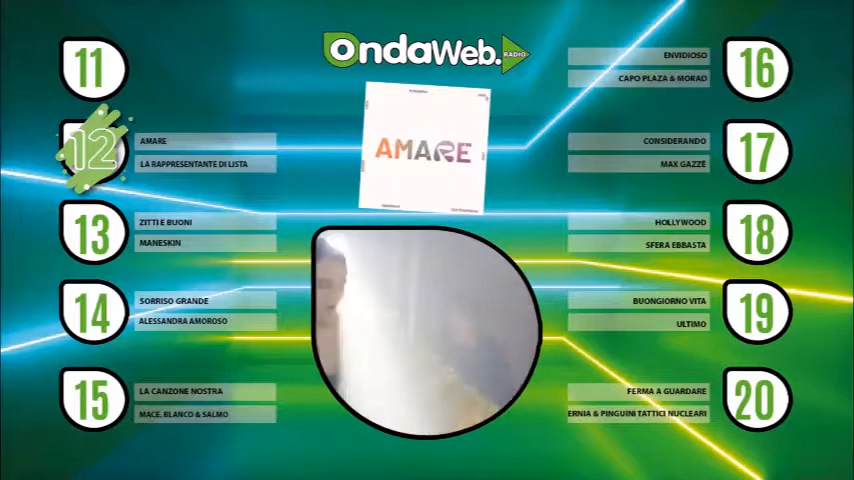 OndaWeb.
RADIO
11
12
AMARE
LA RAPPRESENTANTE DI LISTA
13
ZITTI E BUONI
MANESKIN
14
SORRISO GRANDE
ALESSANDRA AMOROSO
15
LA CANZONE NOSTRA
MACE, BLANCO & SALMO
AMARE
ENVIDIOSO
CAPO PLAZA & MORAD
16
CONSIDERANDO
MAX GAZZÈ
17
HOLLYWOOD
SFERA EBBASTA
18
BUONGIORNO VITA
ULTIMO
19
FERMA A GUARDARE
ERNIA & PINGUINI TATTICI NUCLEARI
20